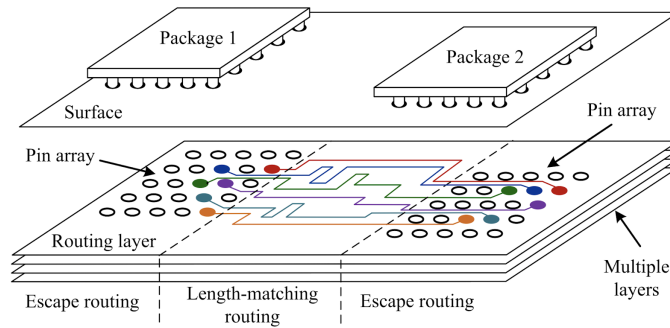 Package 1
Package 2
Surface
Pin array
Pin array
Routing layer
Multiple
layers
Escape routing
Length-matching
routing
Escape routing